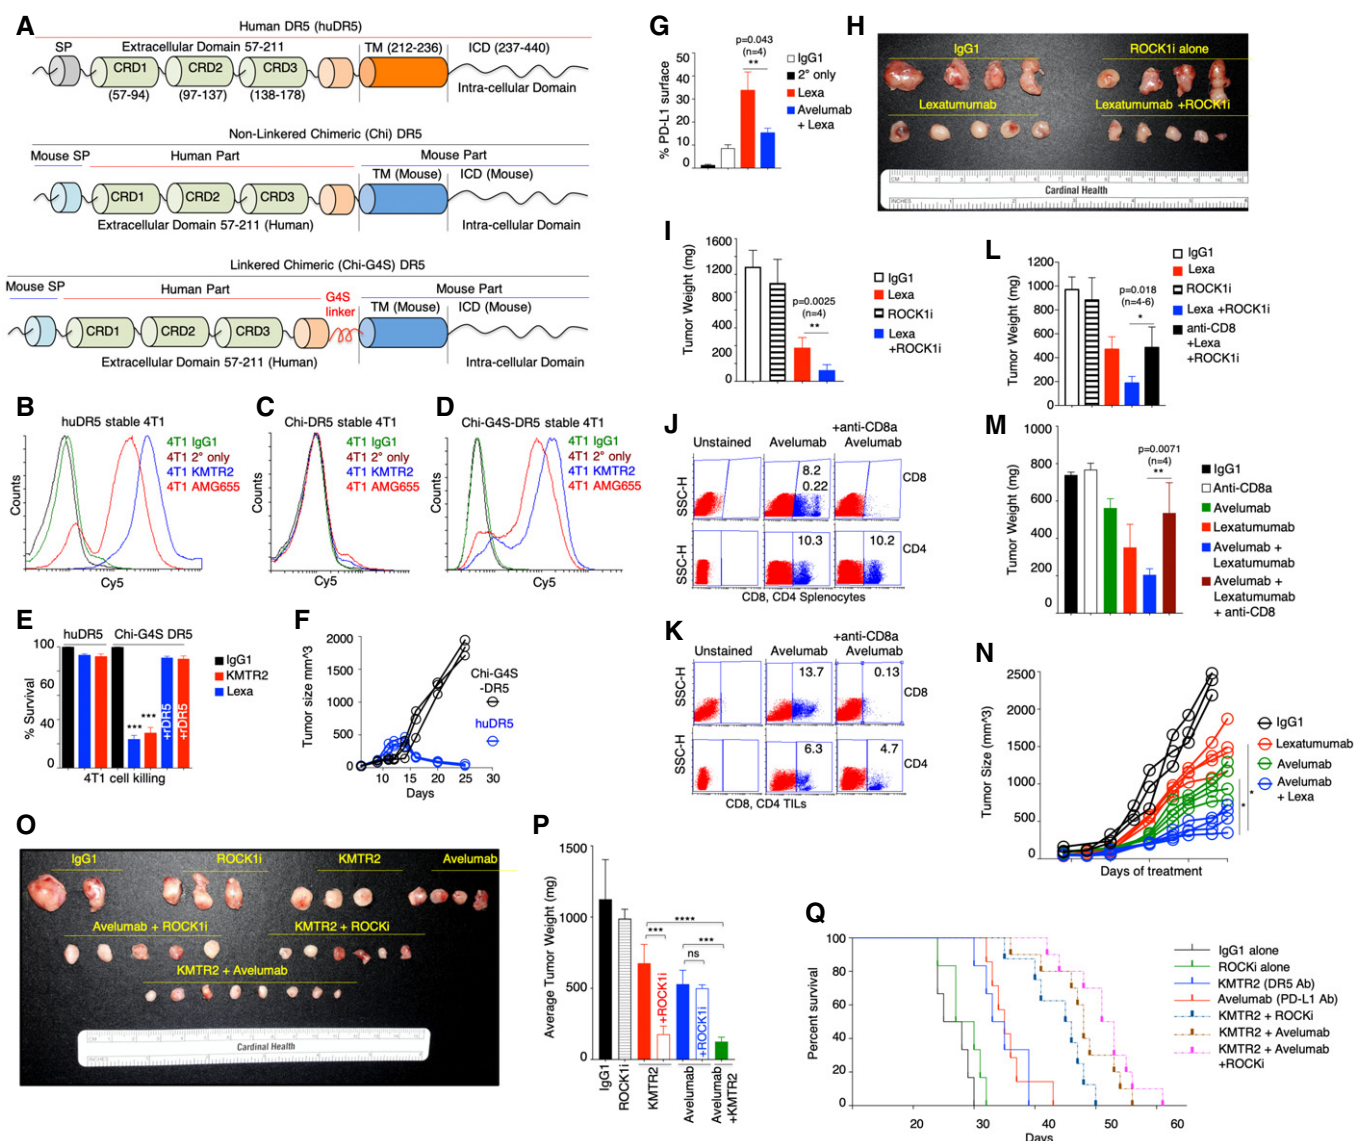 A
Human DR5 (huDR5)
SP
Extracellular Domain 57-211
TM (212-236)
ICD (237-440)
CRD1
CRD2
CRD3
(57-94)
(97-137)
(138-178)
Intra-cellular Domain
Non-Linkered Chimeric (Chi) DR5
Mouse SP
Human Part
Mouse Part
TM (Mouse)
ICD (Mouse)
CRD1
CRD2
CRD3
Extracellular Domain 57-211 (Human)
Intra-cellular Domain
Linkered Chimeric (Chi-G4S) DR5
Mouse SP
Human Part
G4S
linker
Mouse Part
TM (Mouse)
ICD (Mouse)
CRD1
CRD2
CRD3
Extracellular Domain 57-211 (Human)
Intra-cellular Domain
B
huDR5 stable 4T1
4T1 IgG1
4T1 2° only
4T1 KMTR2
4T1 AMG655
Counts
Cy5
C
Chi-DR5 stable 4T1
4T1 IgG1
4T1 2° only
4T1 KMTR2
4T1 AMG655
Counts
Cy5
D
Chi-G4S-DR5 stable 4T1
4T1 IgG1
4T1 2° only
4T1 KMTR2
4T1 AMG655
Counts
Cy5
E
huDR5
Chi-G4S DR5
% Survival
100
80
60
40
20
0
***
***
+rDR5
+rDR5
4T1 cell killing
IgG1
KMTR2
Lexa
F
Tumor size mm^3
2000
1500
1000
500
0
10
15
20
25
30
Days
Chi-G4S
-DR5
huDR5
G
% PD-L1 surface
50
40
30
20
10
0
p=0.043
(n=4)
**
IgG1
2° only
Lexa
Avelumab
+ Lexa
H
IgG1
ROCK1i alone
Lexatumumab
Lexatumumab +ROCK1i
CM
Cardinal Health
INCHES
I
Tumor Weight (mg)
1600
1200
800
400
200
0
p=0.0025
(n=4)
**
IgG1
Lexa
ROCK1i
Lexa
+ROCK1i
L
Tumor Weight (mg)
1200
1000
800
600
400
200
0
p=0.018
(n=4-6)
*
IgG1
Lexa
ROCK1i
Lexa +ROCK1i
anti-CD8
+Lexa
+ROCK1i
J
Unstained
Avelumab
+anti-CD8a
Avelumab
SSC-H
8.2
0.22
CD8
SSC-H
10.3
10.2
CD4
CD8, CD4 Splenocytes
K
Unstained
Avelumab
+anti-CD8a
Avelumab
SSC-H
13.7
0.13
CD8
SSC-H
6.3
4.7
CD4
CD8, CD4 TILs
M
Tumor Weight (mg)
1000
800
600
400
200
0
p=0.0071
(n=4)
**
IgG1
Anti-CD8a
Avelumab
Lexatumumab
Avelumab +
Lexatumumab
Avelumab +
Lexatumumab
+ anti-CD8
N
Tumor Size (mm^3)
2500
1500
1000
500
0
Days of treatment
IgG1
Lexatumumab
Avelumab
Avelumab
+ Lexa
*
*
O
IgG1
ROCK1i
KMTR2
Avelumab
Avelumab + ROCK1i
KMTR2 + ROCKi
KMTR2 + Avelumab
CM
Cardinal Health
INCHES
P
Average Tumor Weight (mg)
1500
1000
500
0
****
***
***
ns
+ROCK1i
+ROCK1i
IgG1
ROCK1i
KMTR2
Avelumab
Avelumab
+KMTR2
Q
Percent survival
100
80
60
40
20
0
20
30
40
50
60
Days
IgG1 alone
ROCKi alone
KMTR2 (DR5 Ab)
Avelumab (PD-L1 Ab)
KMTR2 + ROCKi
KMTR2 + Avelumab
KMTR2 + Avelumab
+ROCKi